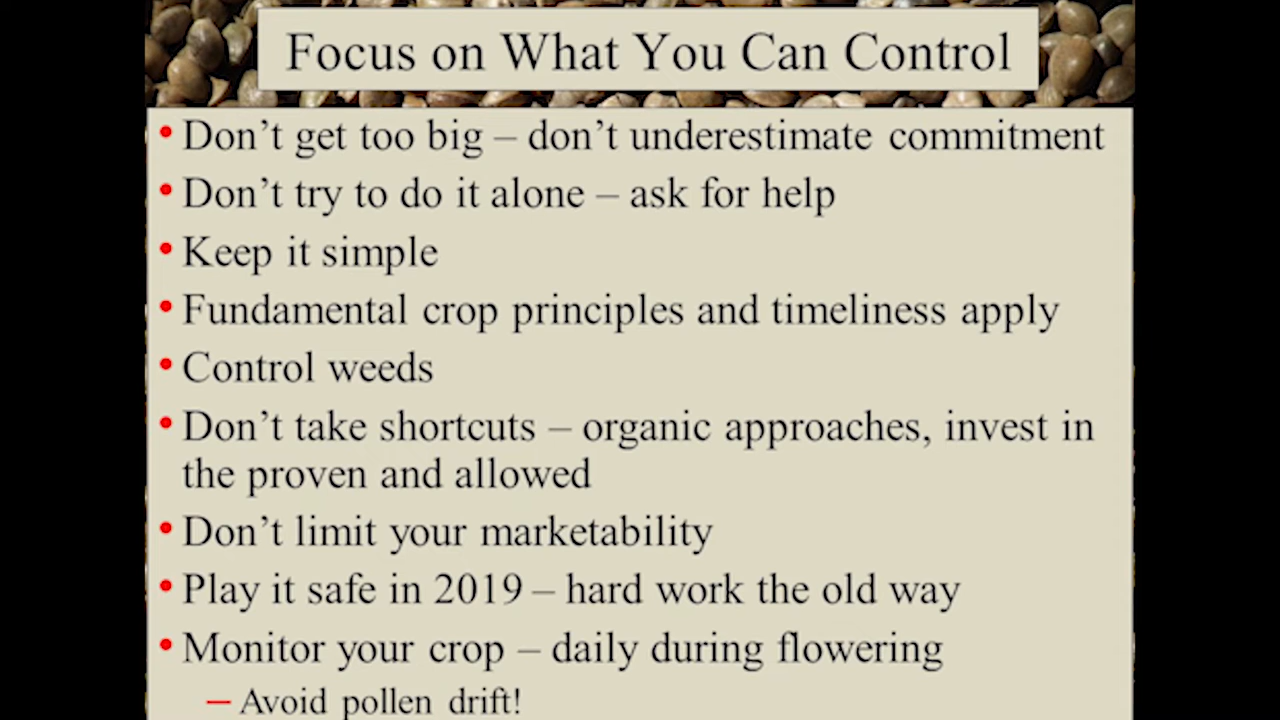 Focus on What You Can Control
• Don’t get too big – don’t underestimate commitment
• Don’t try to do it alone – ask for help
• Keep it simple
• Fundamental crop principles and timeliness apply
• Control weeds
• Don’t take shortcuts – organic approaches, invest in
the proven and allowed
• Don’t limit your marketability
• Play it safe in 2019 – hard work the old way
• Monitor your crop – daily during flowering
– Avoid pollen drift!